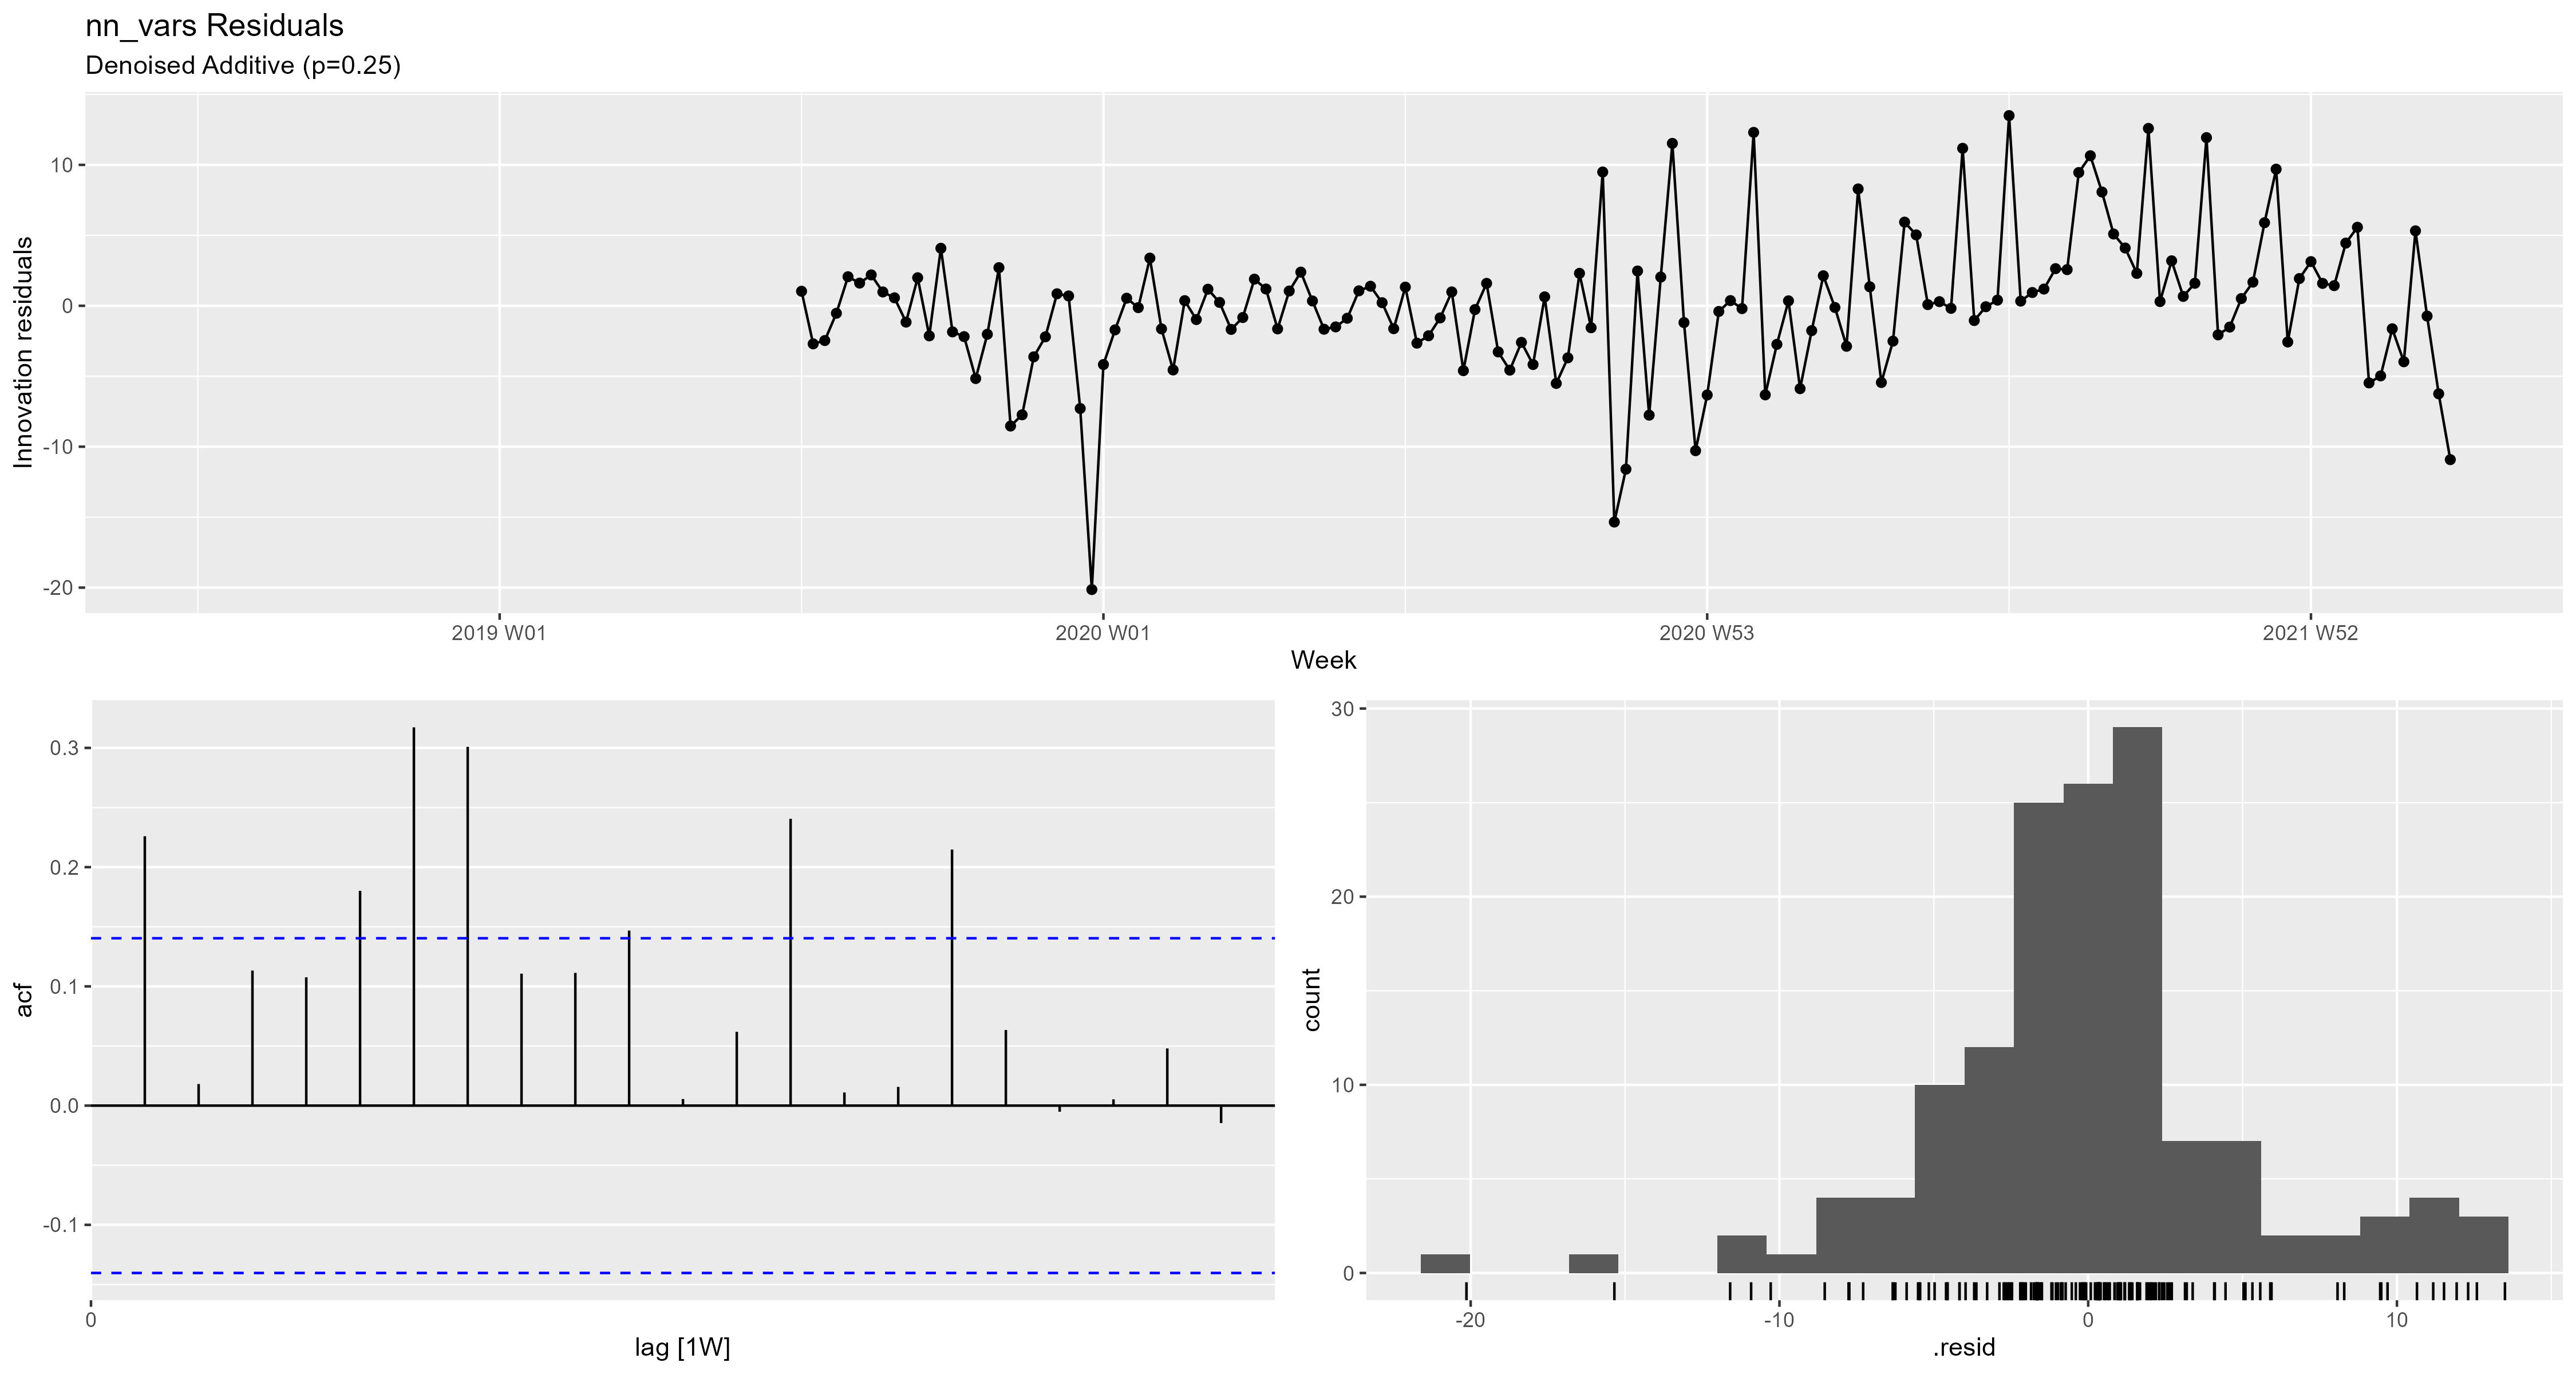 nn_vars Residuals
Denoised Additive (p=0.25)
Innovation residuals
10
0
-10
-20
2019 W01
2020 W01
2020 W53
2021 W52
Week
acf
0.3
0.2
0.1
0.0
-0.1
0
lag [1W]
count
30
20
10
0
-20
-10
0
10
.resid